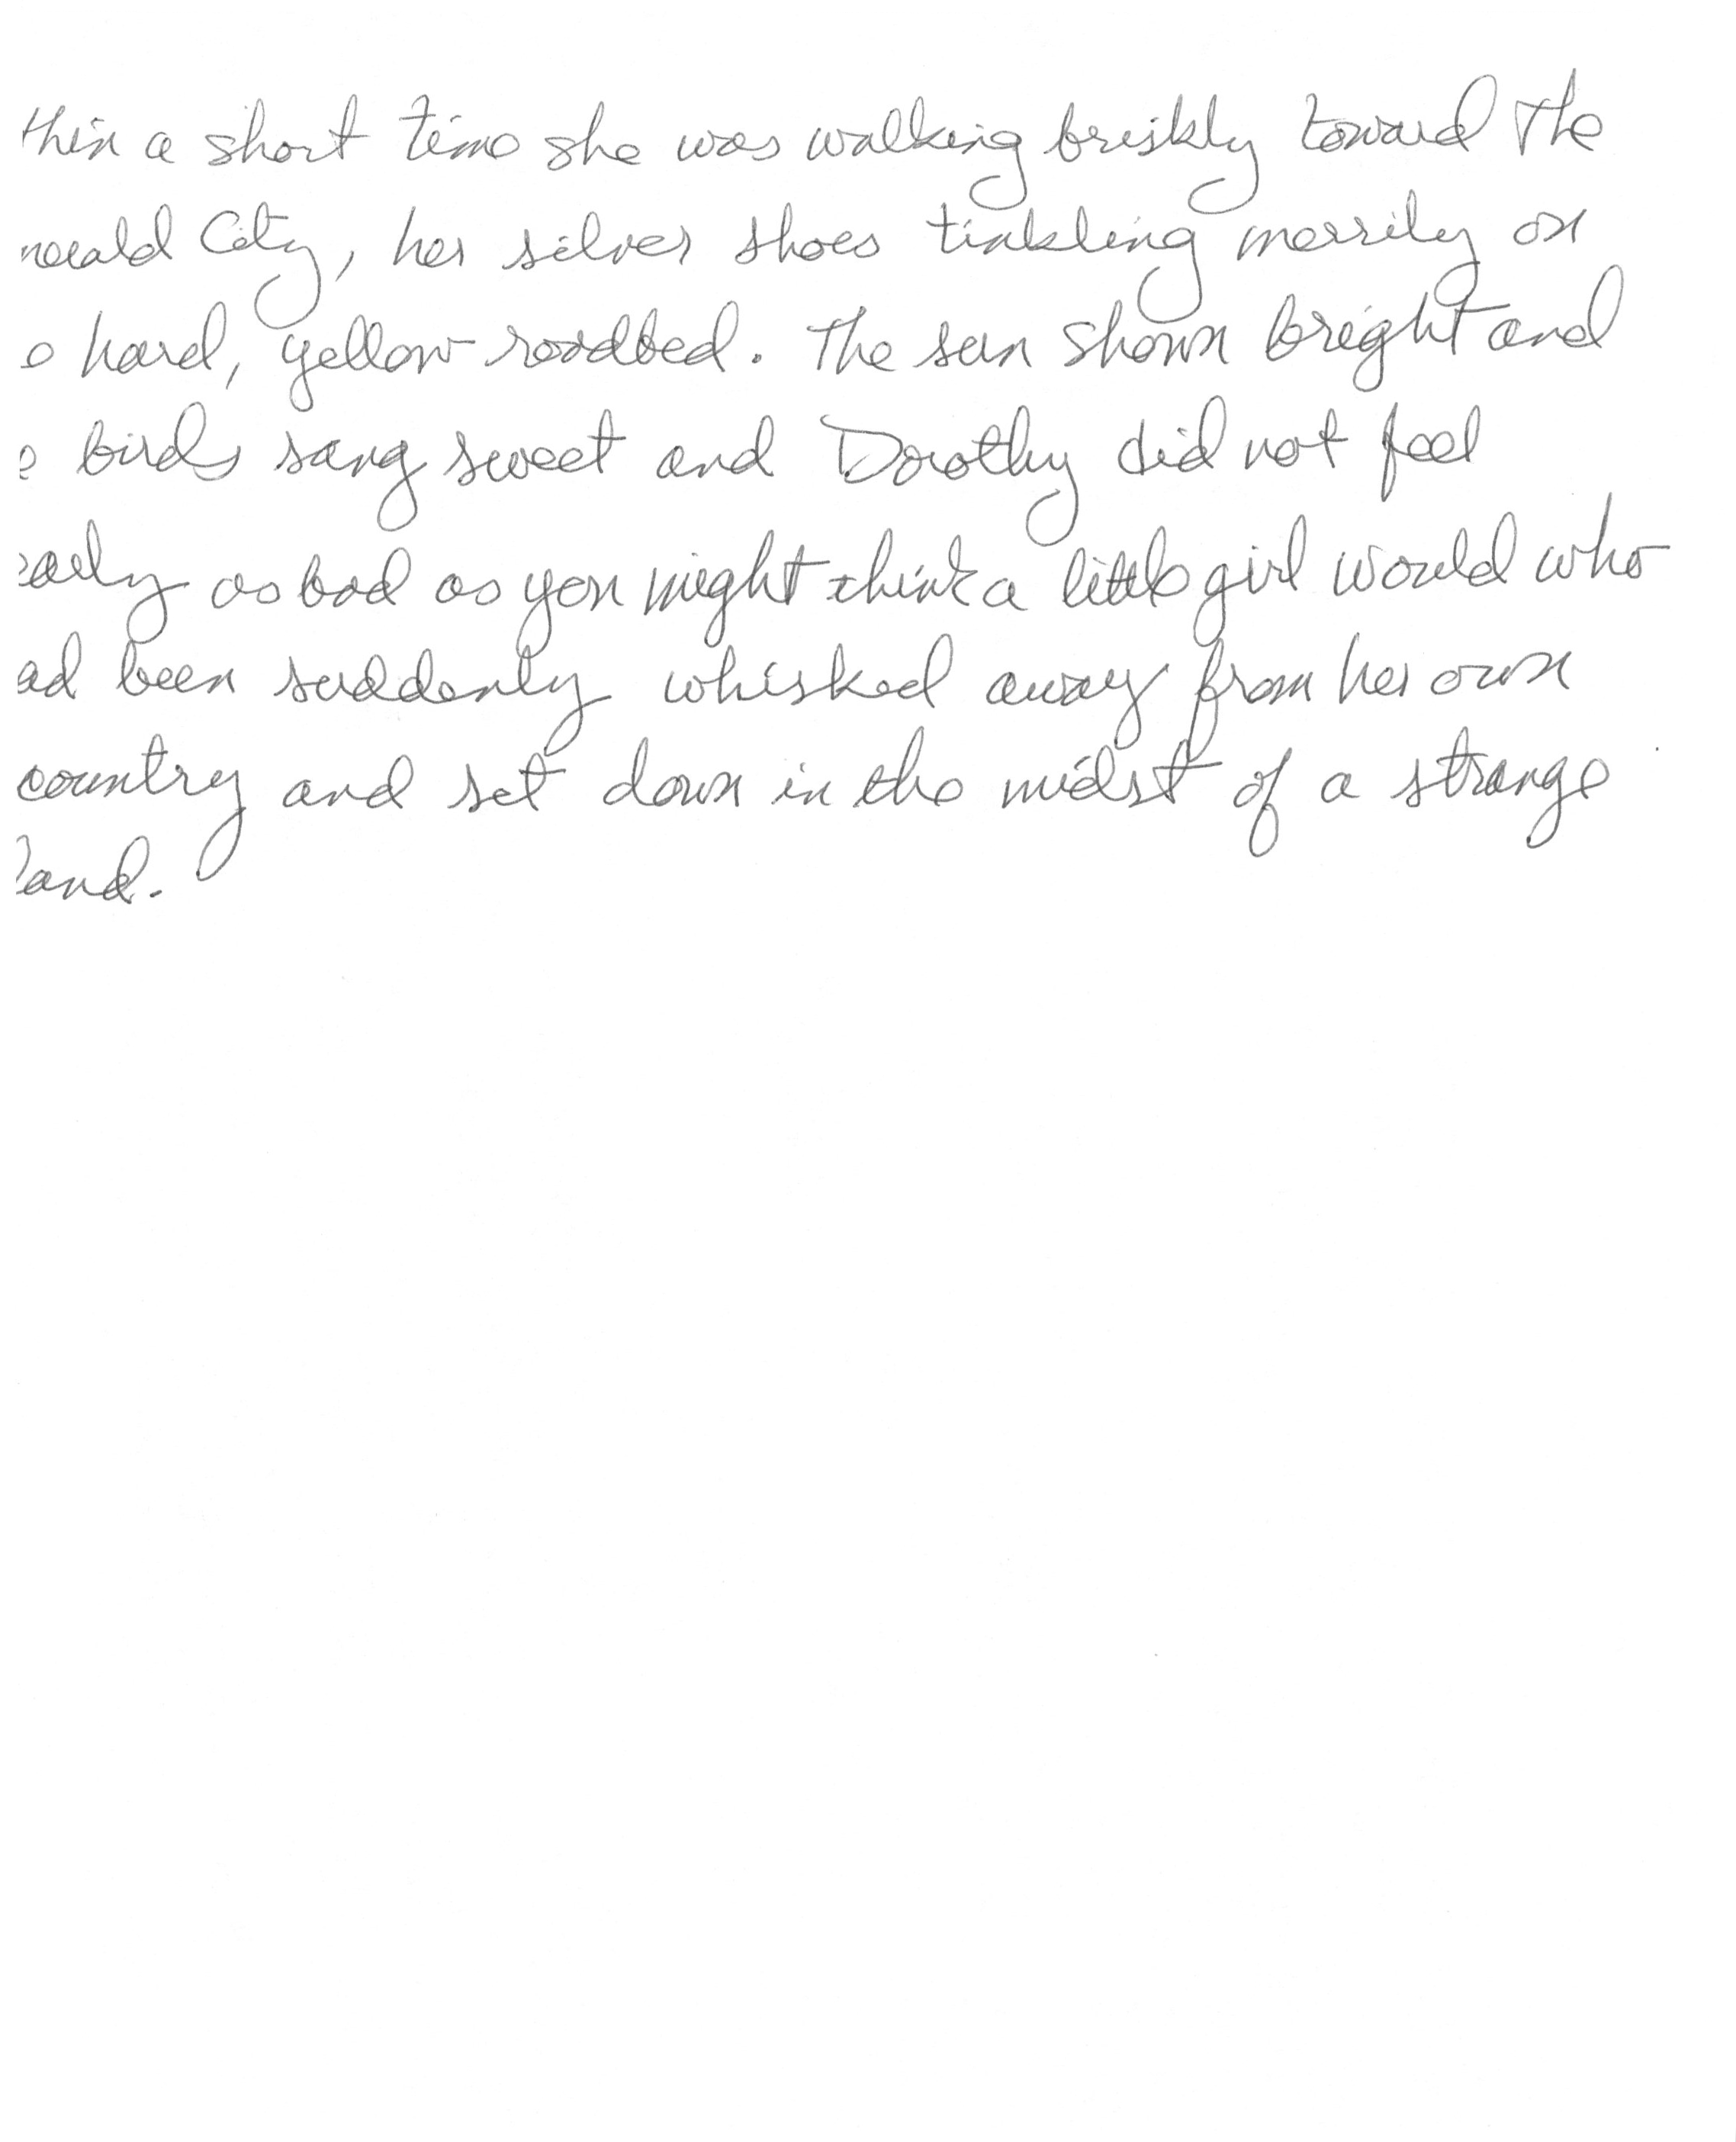 thin a short time she was walking briskly toward the
merald City, her silver shoes tinkling merrily on
e hard, yellow roadbed. The sun shown bright and
e birds sang sweet and Dorothy did not feel
early as bad as you might think a little girl would who
ad been suddenly whisked away from her own
country and set down in the midst of a strange
land.